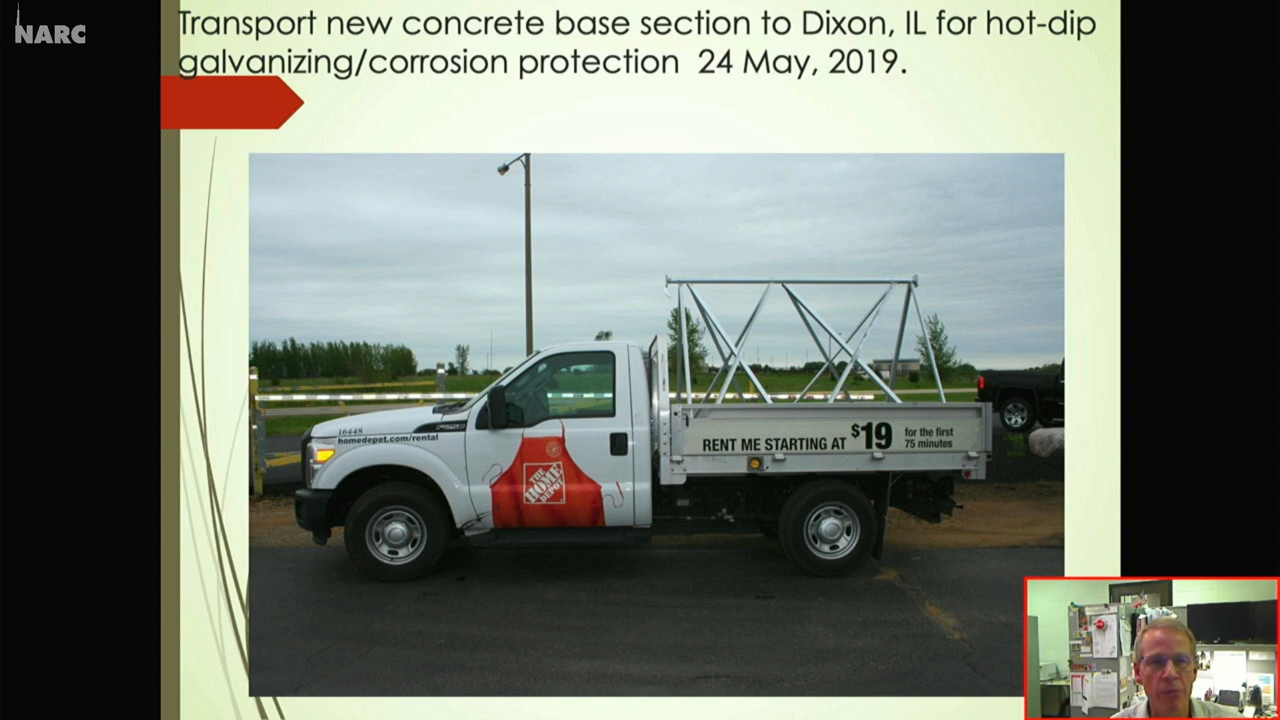 NARC
Transport new concrete base section to Dixon, IL for hot-dip
galvanizing/corrosion protection 24 May, 2019.
16448
homedepot.com/rental
THE
HOME
DEPOT
RENT ME STARTING AT $19 for the first
75 minutes